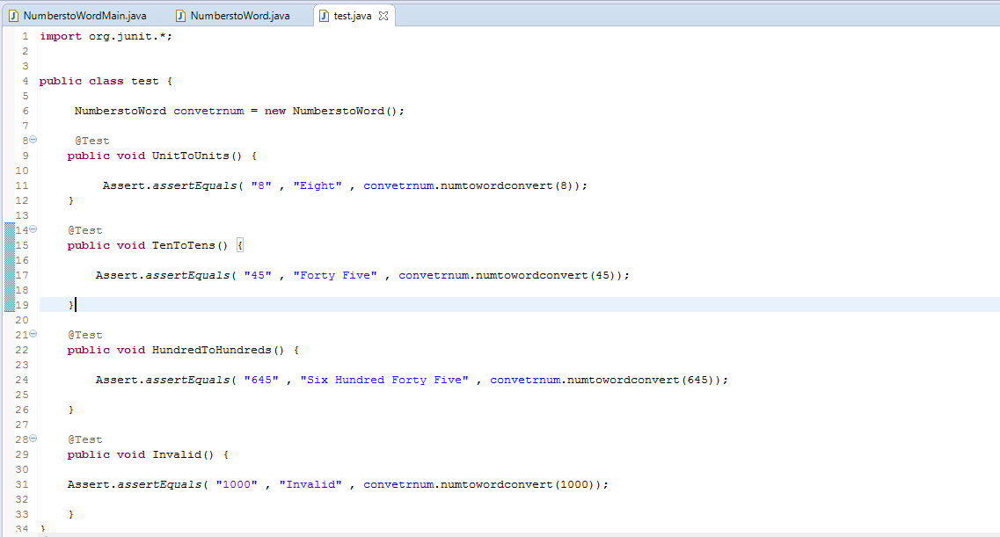 NumberstoWordMain.java NumberstoWord.java test.java
1 import org.junit.*;
2
3
4 public class test {
5
6 NumberstoWord convetrnum = new NumberstoWord();
7
8 @Test
9 public void UnitToUnits() {
10
11 Assert.assertEquals( "8" , "Eight" , convetrnum.numtowordconvert(8));
12 }
13
14 @Test
15 public void TenToTens() {
16
17 Assert.assertEquals( "45" , "Forty Five" , convetrnum.numtowordconvert(45));
18
19 }
20
21 @Test
22 public void HundredToHundreds() {
23
24 Assert.assertEquals( "645" , "Six Hundred Forty Five" , convetrnum.numtowordconvert(645));
25
26 }
27
28 @Test
29 public void Invalid() {
30
31 Assert.assertEquals( "1000" , "Invalid" , convetrnum.numtowordconvert(1000));
32
33 }
34 }